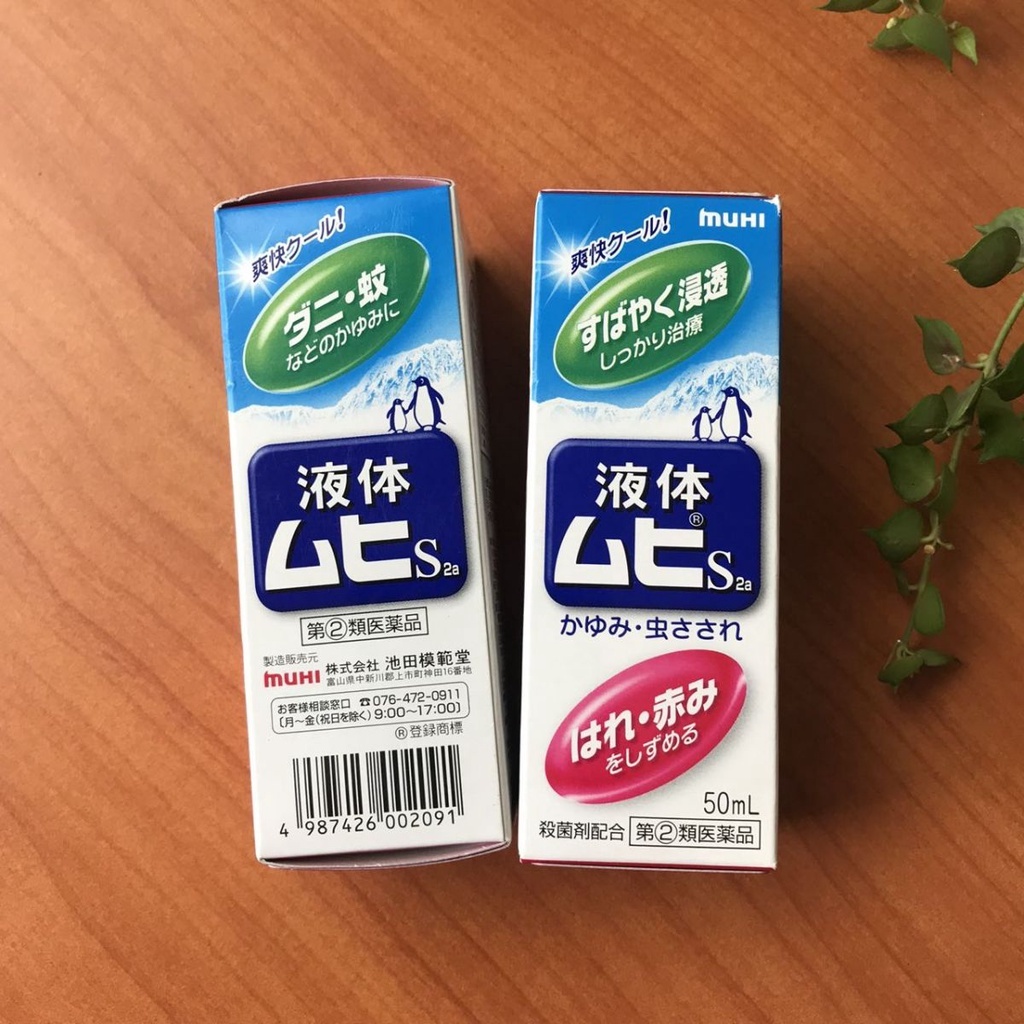 爽快クール!
ダニ・蚊
などのかゆみに
液体
ムヒS2a
第②類医薬品
製造販売元
muhi 株式会社 池田模範堂
富山県中新川郡上市町神田16番地
お客様相談窓口 ☎076-472-0911
〔月〜金(祝日を除く) 9:00〜17:00〕
®登録商標
4 987426 002091
muhi
爽快クール!
すばやく浸透
しっかり治療
液体
ムヒ®S2a
かゆみ・虫さされ
はれ・赤み
をしずめる
50mL
殺菌剤配合 第②類医薬品